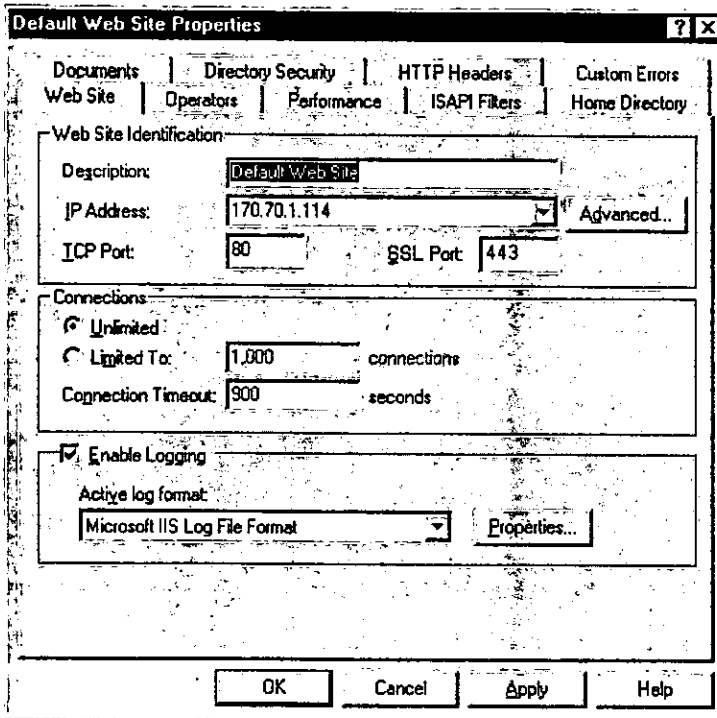 Default Web Site Properties ? X
Documents Directory Security HTTP Headers Custom Errors
Web Site Operators Performance ISAPI Filters Home Directory
Web Site Identification
Description: Default Web Site
IP Address: 170.70.1.114 Advanced...
TCP Port: 80 SSL Port: 443
Connections
Unlimited
Limited To: 1,000 connections
Connection Timeout: 900 seconds
Enable Logging
Active log format:
Microsoft IIS Log File Format Properties...
OK Cancel Apply Help